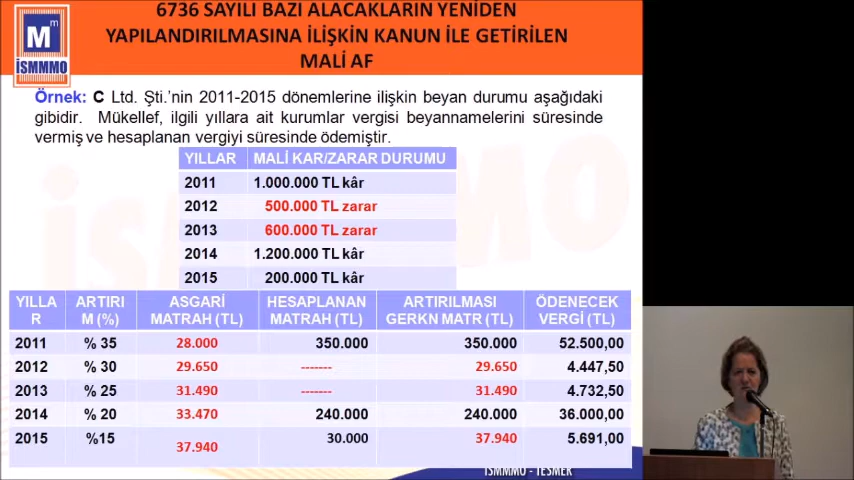 6736 SAYILI BAZI ALACAKLARIN YENİDEN
YAPILANDIRILMASINA İLİŞKİN KANUN İLE GETİRİLEN
MALİ AF
M m
İSMMMO
Örnek: C Ltd. Şti.'nin 2011-2015 dönemlerine ilişkin beyan durumu aşağıdaki
gibidir. Mükellef, ilgili yıllara ait kurumlar vergisi beyannamelerini süresinde
vermiş ve hesaplanan vergiyi süresinde ödemiştir.
YILLAR MALİ KAR/ZARAR DURUMU
2011 1.000.000 TL kâr
2012 500.000 TL zarar
2013 600.000 TL zarar
2014 1.200.000 TL kâr
2015 200.000 TL kâr
YILLA ARTIRI ASGARİ HESAPLANAN ARTIRILMASI ÖDENECEK
R M (%) MATRAH (TL) MATRAH (TL) GERKN MATR (TL) VERGİ (TL)
2011 % 35 28.000 350.000 350.000 52.500,00
2012 % 30 29.650 ------- 29.650 4.447,50
2013 % 25 31.490 ------- 31.490 4.732,50
2014 % 20 33.470 240.000 240.000 36.000,00
2015 %15 37.940 30.000 37.940 5.691,00
İSMMMO - TESMER